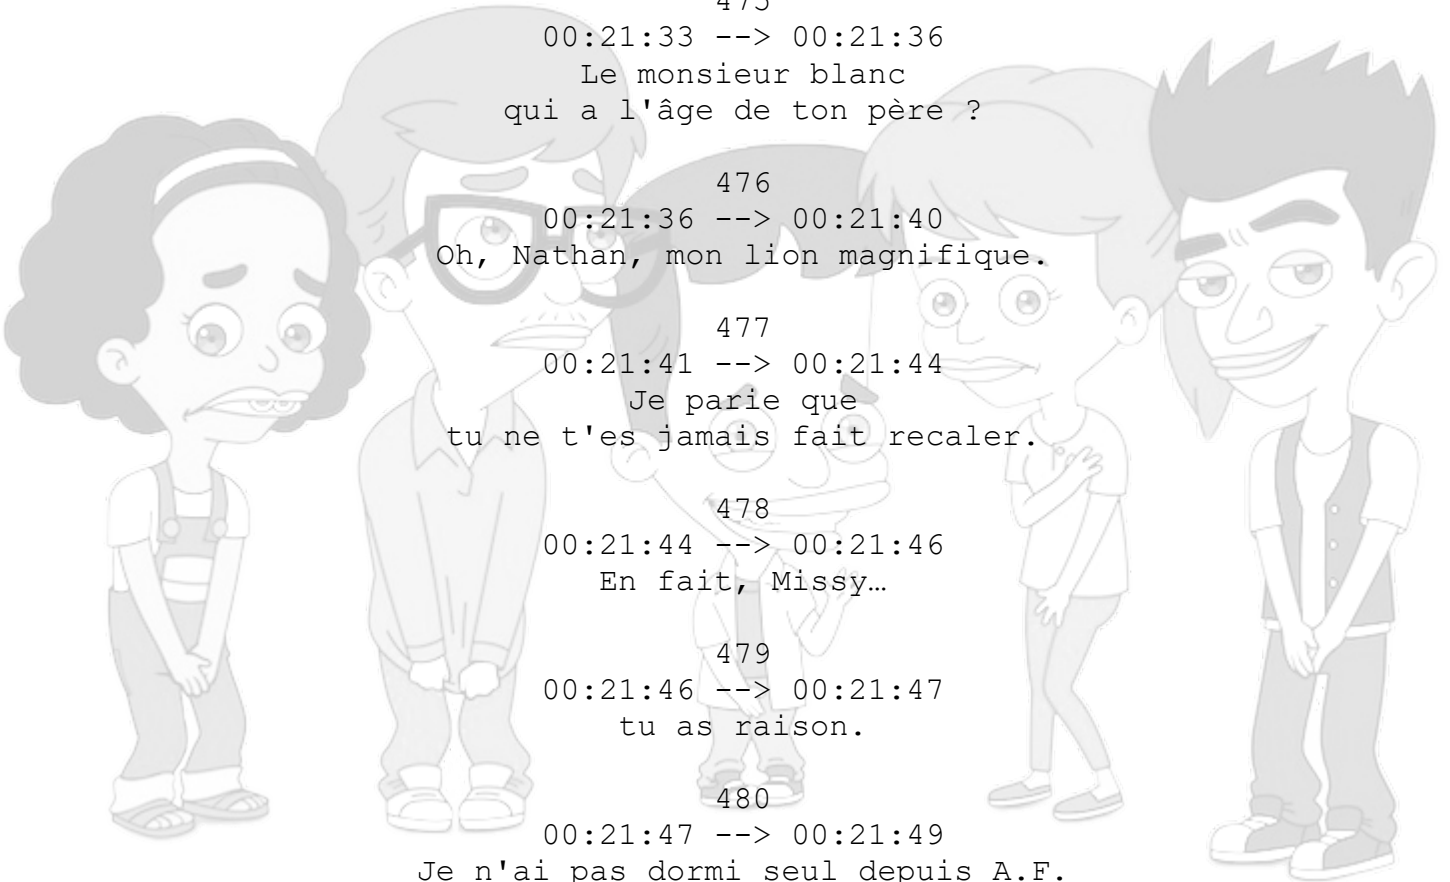 475
00:21:33 --> 00:21:36
Le monsieur blanc
qui a l'âge de ton père ?
476
00:21:36 --> 00:21:40
Oh, Nathan, mon lion magnifique.
477
00:21:41 --> 00:21:44
Je parie que
tu ne t'es jamais fait recaler.
478
00:21:44 --> 00:21:46
En fait, Missy…
479
00:21:46 --> 00:21:47
tu as raison.
480
00:21:47 --> 00:21:49
Je n'ai pas dormi seul depuis A.F.